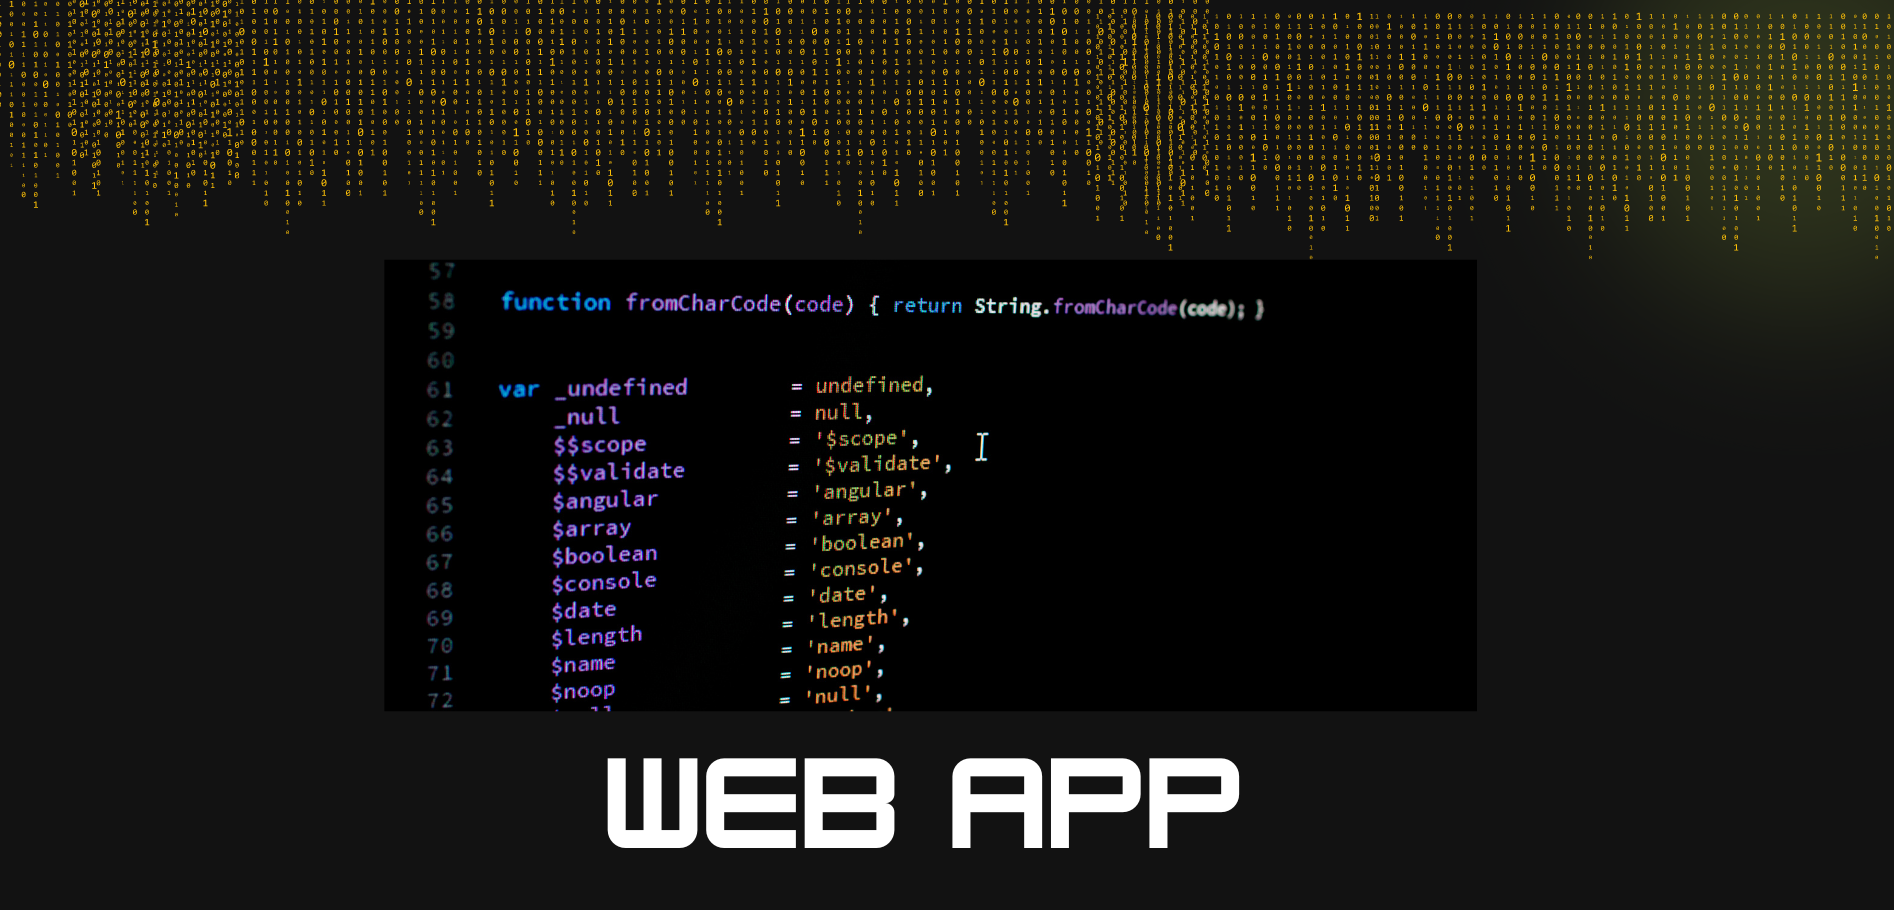 57
58 function fromCharCode(code) { return String.fromCharCode(code); }
59
60
61 var _undefined = undefined,
62 _null = null,
63 $$scope = '$scope',
64 $$validate = '$validate',
65 $angular = 'angular',
66 $array = 'array',
67 $boolean = 'boolean',
68 $console = 'console',
69 $date = 'date',
70 $length = 'length',
71 $name = 'name',
72 $noop = 'noop',
= 'null',
WEB APP